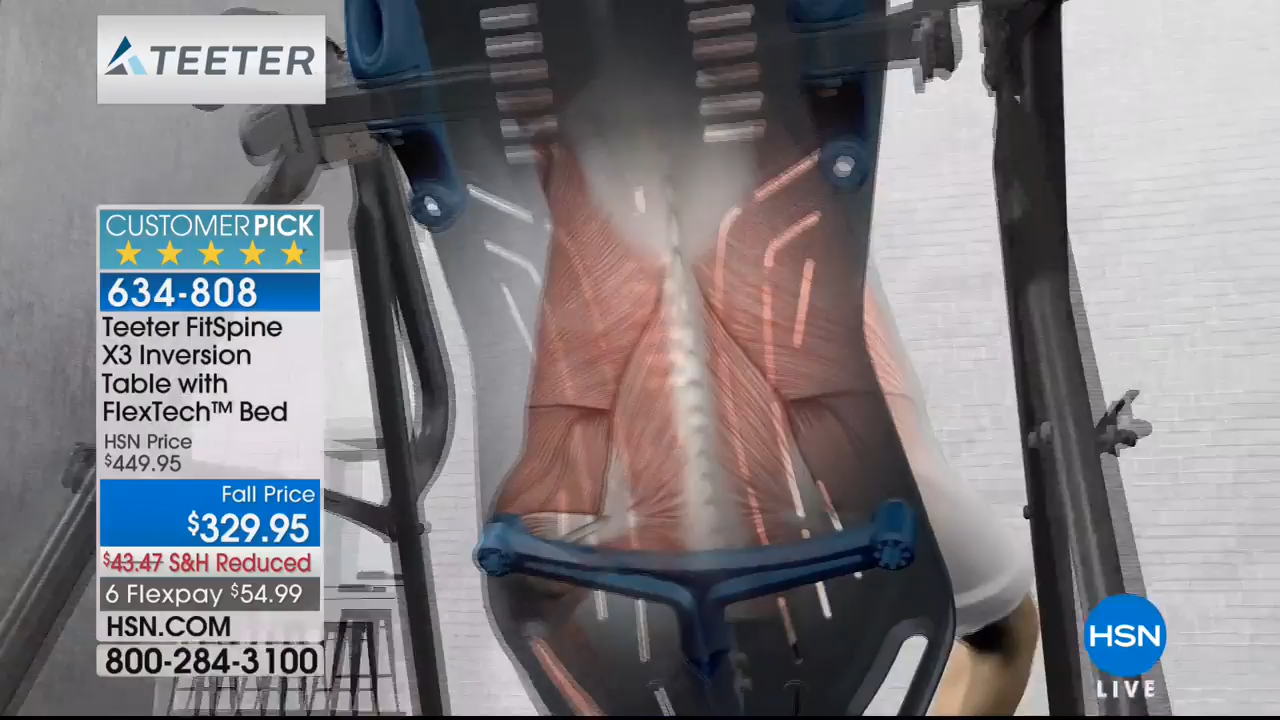 TEETER
CUSTOMER PICK
634-808
Teeter FitSpine
X3 Inversion
Table with
FlexTech™ Bed
HSN Price
$449.95
Fall Price
$329.95
$43.47 S&H Reduced
6 Flexpay $54.99
HSN.COM
800-284-3100
HSN
LIVE